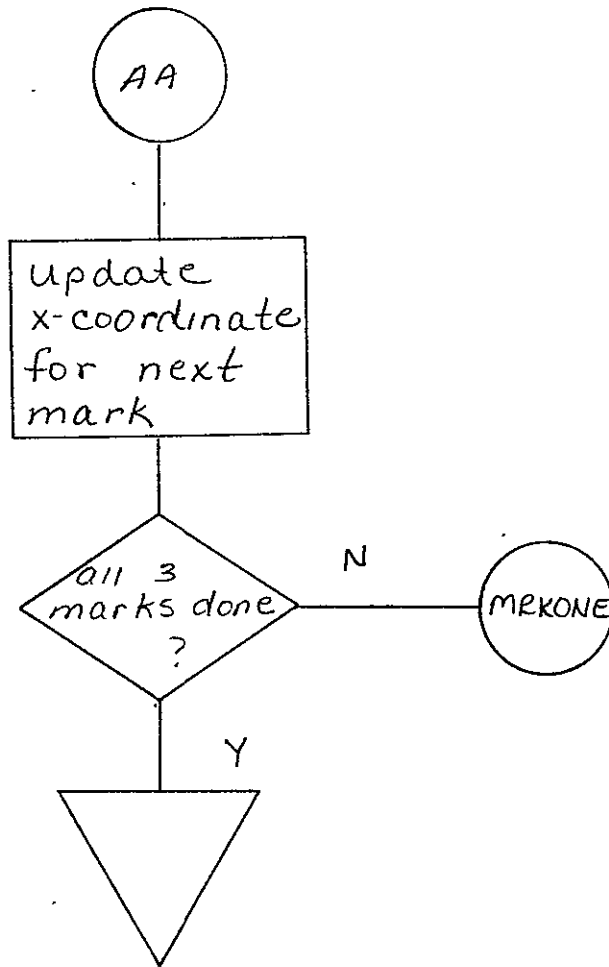 AA
update
x-coordinate
for next
mark
all 3
marks done
?
N
MRKONE
Y